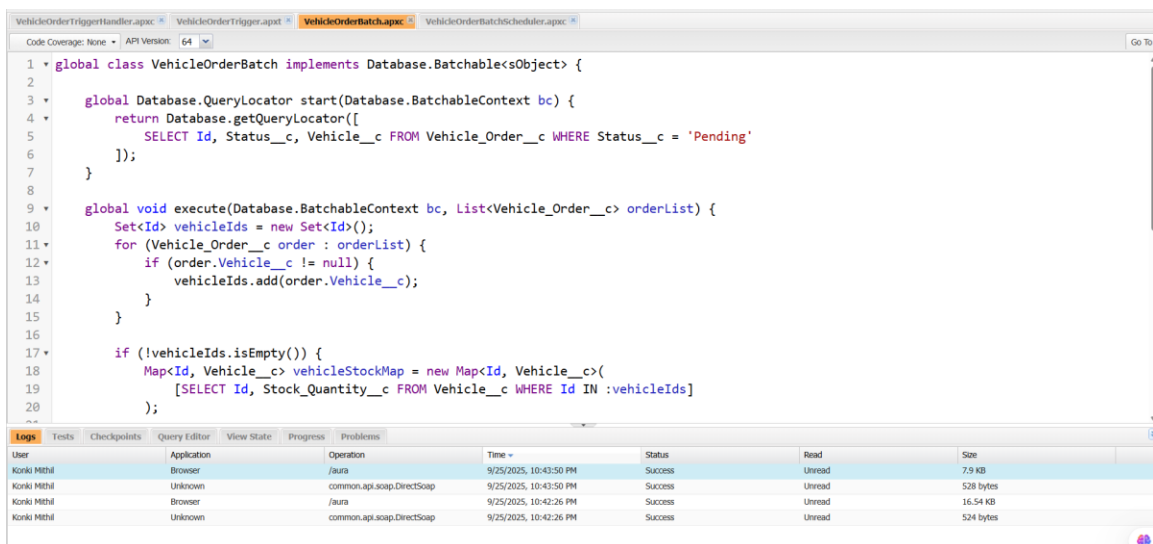 VehicleOrderTriggerHandler.apxc VehicleOrderTrigger.apxt VehicleOrderBatch.apxc VehicleOrderBatchScheduler.apxc
Code Coverage: None API Version: 64 Go To
1 global class VehicleOrderBatch implements Database.Batchable<sObject> {
2
3 global Database.QueryLocator start(Database.BatchableContext bc) {
4 return Database.getQueryLocator([
5 SELECT Id, Status__c, Vehicle__c FROM Vehicle_Order__c WHERE Status__c = 'Pending'
6 ]);
7 }
8
9 global void execute(Database.BatchableContext bc, List<Vehicle_Order__c> orderList) {
10 Set<Id> vehicleIds = new Set<Id>();
11 for (Vehicle_Order__c order : orderList) {
12 if (order.Vehicle__c != null) {
13 vehicleIds.add(order.Vehicle__c);
14 }
15 }
16
17 if (!vehicleIds.isEmpty()) {
18 Map<Id, Vehicle__c> vehicleStockMap = new Map<Id, Vehicle__c>(
19 [SELECT Id, Stock_Quantity__c FROM Vehicle__c WHERE Id IN :vehicleIds]
20 );
Logs Tests Checkpoints Query Editor View State Progress Problems
User Application Operation Time Status Read Size
Konki Mithil Browser /aura 9/25/2025, 10:43:50 PM Success Unread 7.9 KB
Konki Mithil Unknown common.api.soap.DirectSoap 9/25/2025, 10:43:50 PM Success Unread 528 bytes
Konki Mithil Browser /aura 9/25/2025, 10:42:26 PM Success Unread 16.54 KB
Konki Mithil Unknown common.api.soap.DirectSoap 9/25/2025, 10:42:26 PM Success Unread 524 bytes